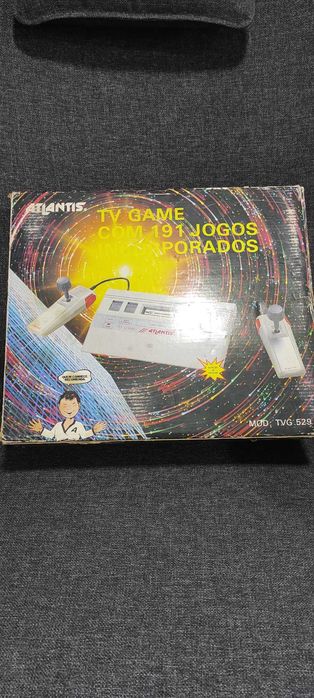 ATLANTIS
TV GAME
COM 191 JOGOS
INCORPORADOS
ATLANTIS
MOD; TVG 529